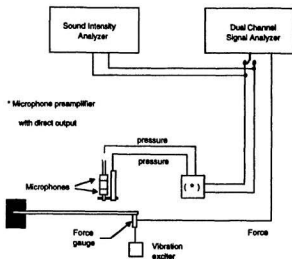 Sound Intensity
Analyzer
Dual Channel
Signal Analyzer
* Microphone preamplifier
with direct output
pressure
pressure
Microphones
( * )
Force
gauge
Vibration
exciter
Force